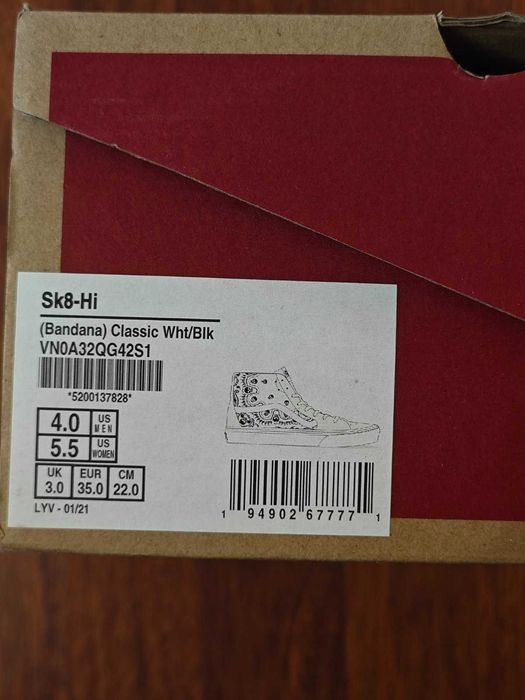 Sk8-Hi
(Bandana) Classic Wht/Blk
VN0A32QG42S1
*5200137828*
4.0 US MEN
5.5 US WOMEN
UK EUR CM
3.0 35.0 22.0
LYV - 01/21
1 94902 67777 1